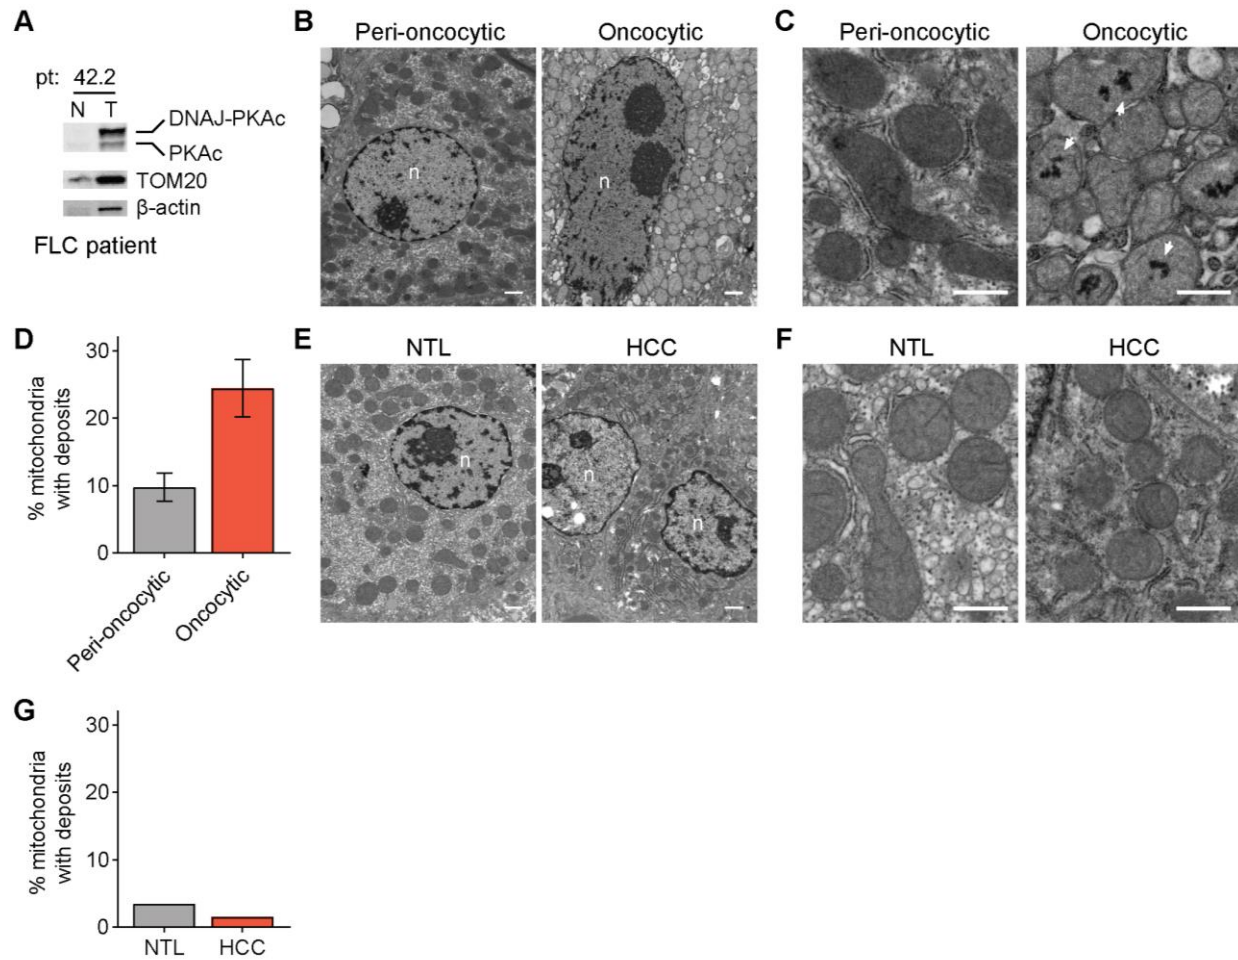 A
pt: 42.2
N T
DNAJ-PKAc
PKAc
TOM20
β-actin
FLC patient
B
Peri-oncocytic Oncocytic
n n
C
Peri-oncocytic Oncocytic
D
% mitochondria
with deposits
30
20
10
0
Peri-oncocytic
Oncocytic
E
NTL HCC
n n n
F
NTL HCC
G
% mitochondria
with deposits
30
20
10
0
NTL HCC